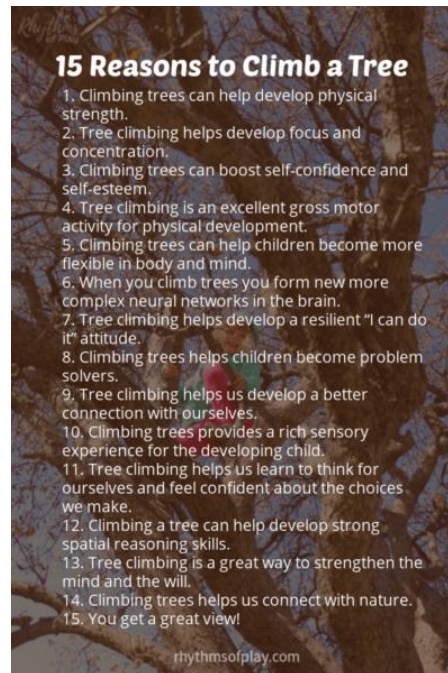 15 Reasons to Climb a Tree
1. Climbing trees can help develop physical
strength.
2. Tree climbing helps develop focus and
concentration.
3. Climbing trees can boost self-confidence and
self-esteem.
4. Tree climbing is an excellent gross motor
activity for physical development.
5. Climbing trees can help children become more
flexible in body and mind.
6. When you climb trees you form new more
complex neural networks in the brain.
7. Tree climbing helps develop a resilient “I can do
it” attitude.
8. Climbing trees helps children become problem
solvers.
9. Tree climbing helps us develop a better
connection with ourselves.
10. Climbing trees provides a rich sensory
experience for the developing child.
11. Tree climbing helps us learn to think for
ourselves and feel confident about the choices
we make.
12. Climbing a tree can help develop strong
spatial reasoning skills.
13. Tree climbing is a great way to strengthen the
mind and the will.
14. Climbing trees helps us connect with nature.
15. You get a great view!
rhythmsofplay.com